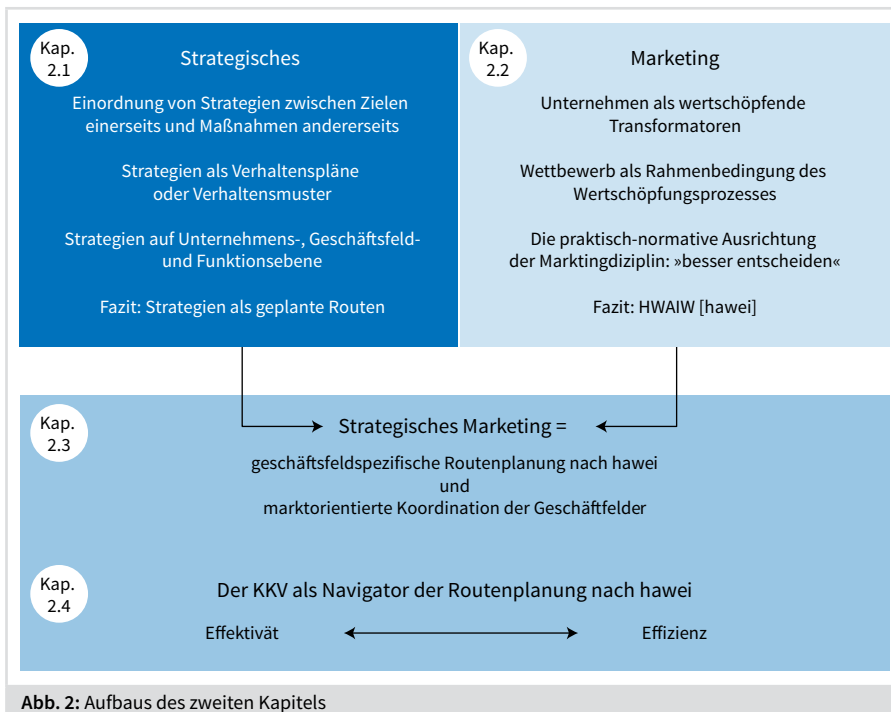 Kap.
2.1
Strategisches
Einordnung von Strategien zwischen Zielen
einerseits und Maßnahmen andererseits
Strategien als Verhaltenspläne
oder Verhaltensmuster
Strategien auf Unternehmens-, Geschäftsfeld-
und Funktionsebene
Fazit: Strategien als geplante Routen
Kap.
2.2
Marketing
Unternehmen als wertschöpfende
Transformatoren
Wettbewerb als Rahmenbedingung des
Wertschöpfungsprozesses
Die praktisch-normative Ausrichtung
der Marktingdiziplin: »besser entscheiden«
Fazit: HWAIW [hawei]
Kap.
2.3
Strategisches Marketing =
geschäftsfeldspezifische Routenplanung nach hawei
und
marktorientierte Koordination der Geschäftfelder
Kap.
2.4
Der KKV als Navigator der Routenplanung nach hawei
Effektivät
Effizienz
Abb. 2: Aufbaus des zweiten Kapitels